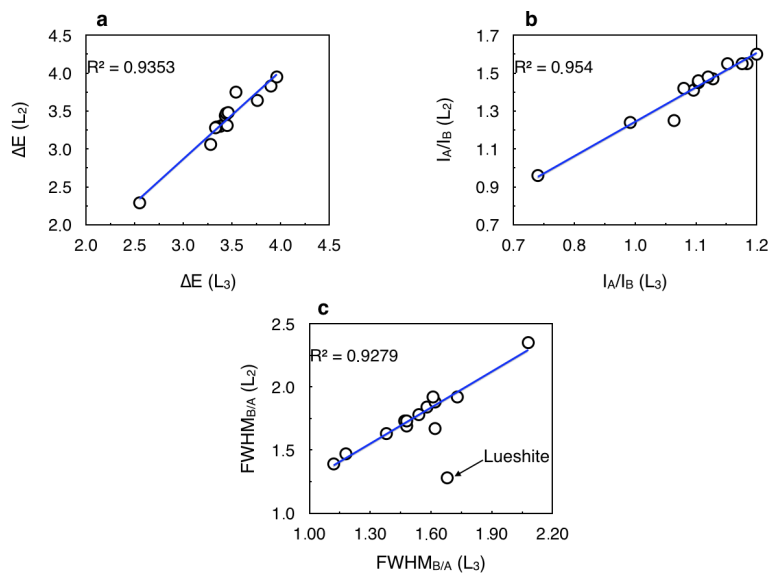 a
4.5
4.0
3.5
3.0
2.5
2.0
R² = 0.9353
ΔE (L₂)
2.0 2.5 3.0 3.5 4.0 4.5
ΔE (L₃)
b
1.7
1.5
1.3
1.1
0.9
0.7
R² = 0.954
I_A/I_B (L₂)
0.7 0.8 1.0 1.1 1.2
I_A/I_B (L₃)
c
2.5
2.0
1.5
1.0
R² = 0.9279
Lueshite
FWHM_B/A (L₂)
1.00 1.30 1.60 1.90 2.20
FWHM_B/A (L₃)